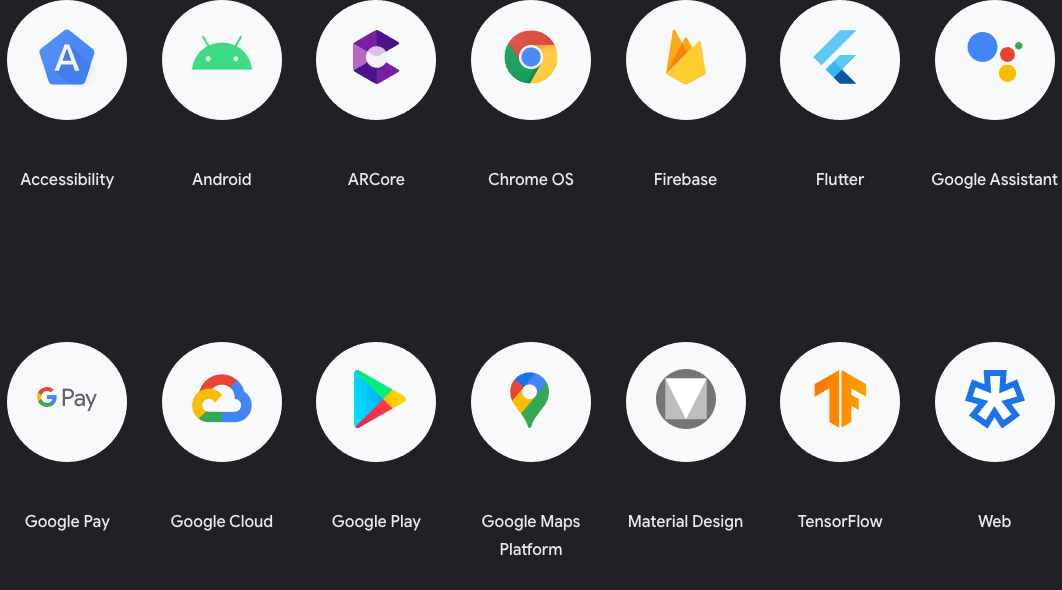 A
Accessibility
Android
ARCore
Chrome OS
Firebase
Flutter
Google Assistant
G Pay
Google Pay
Google Cloud
Google Play
Google Maps
Platform
Material Design
TensorFlow
Web